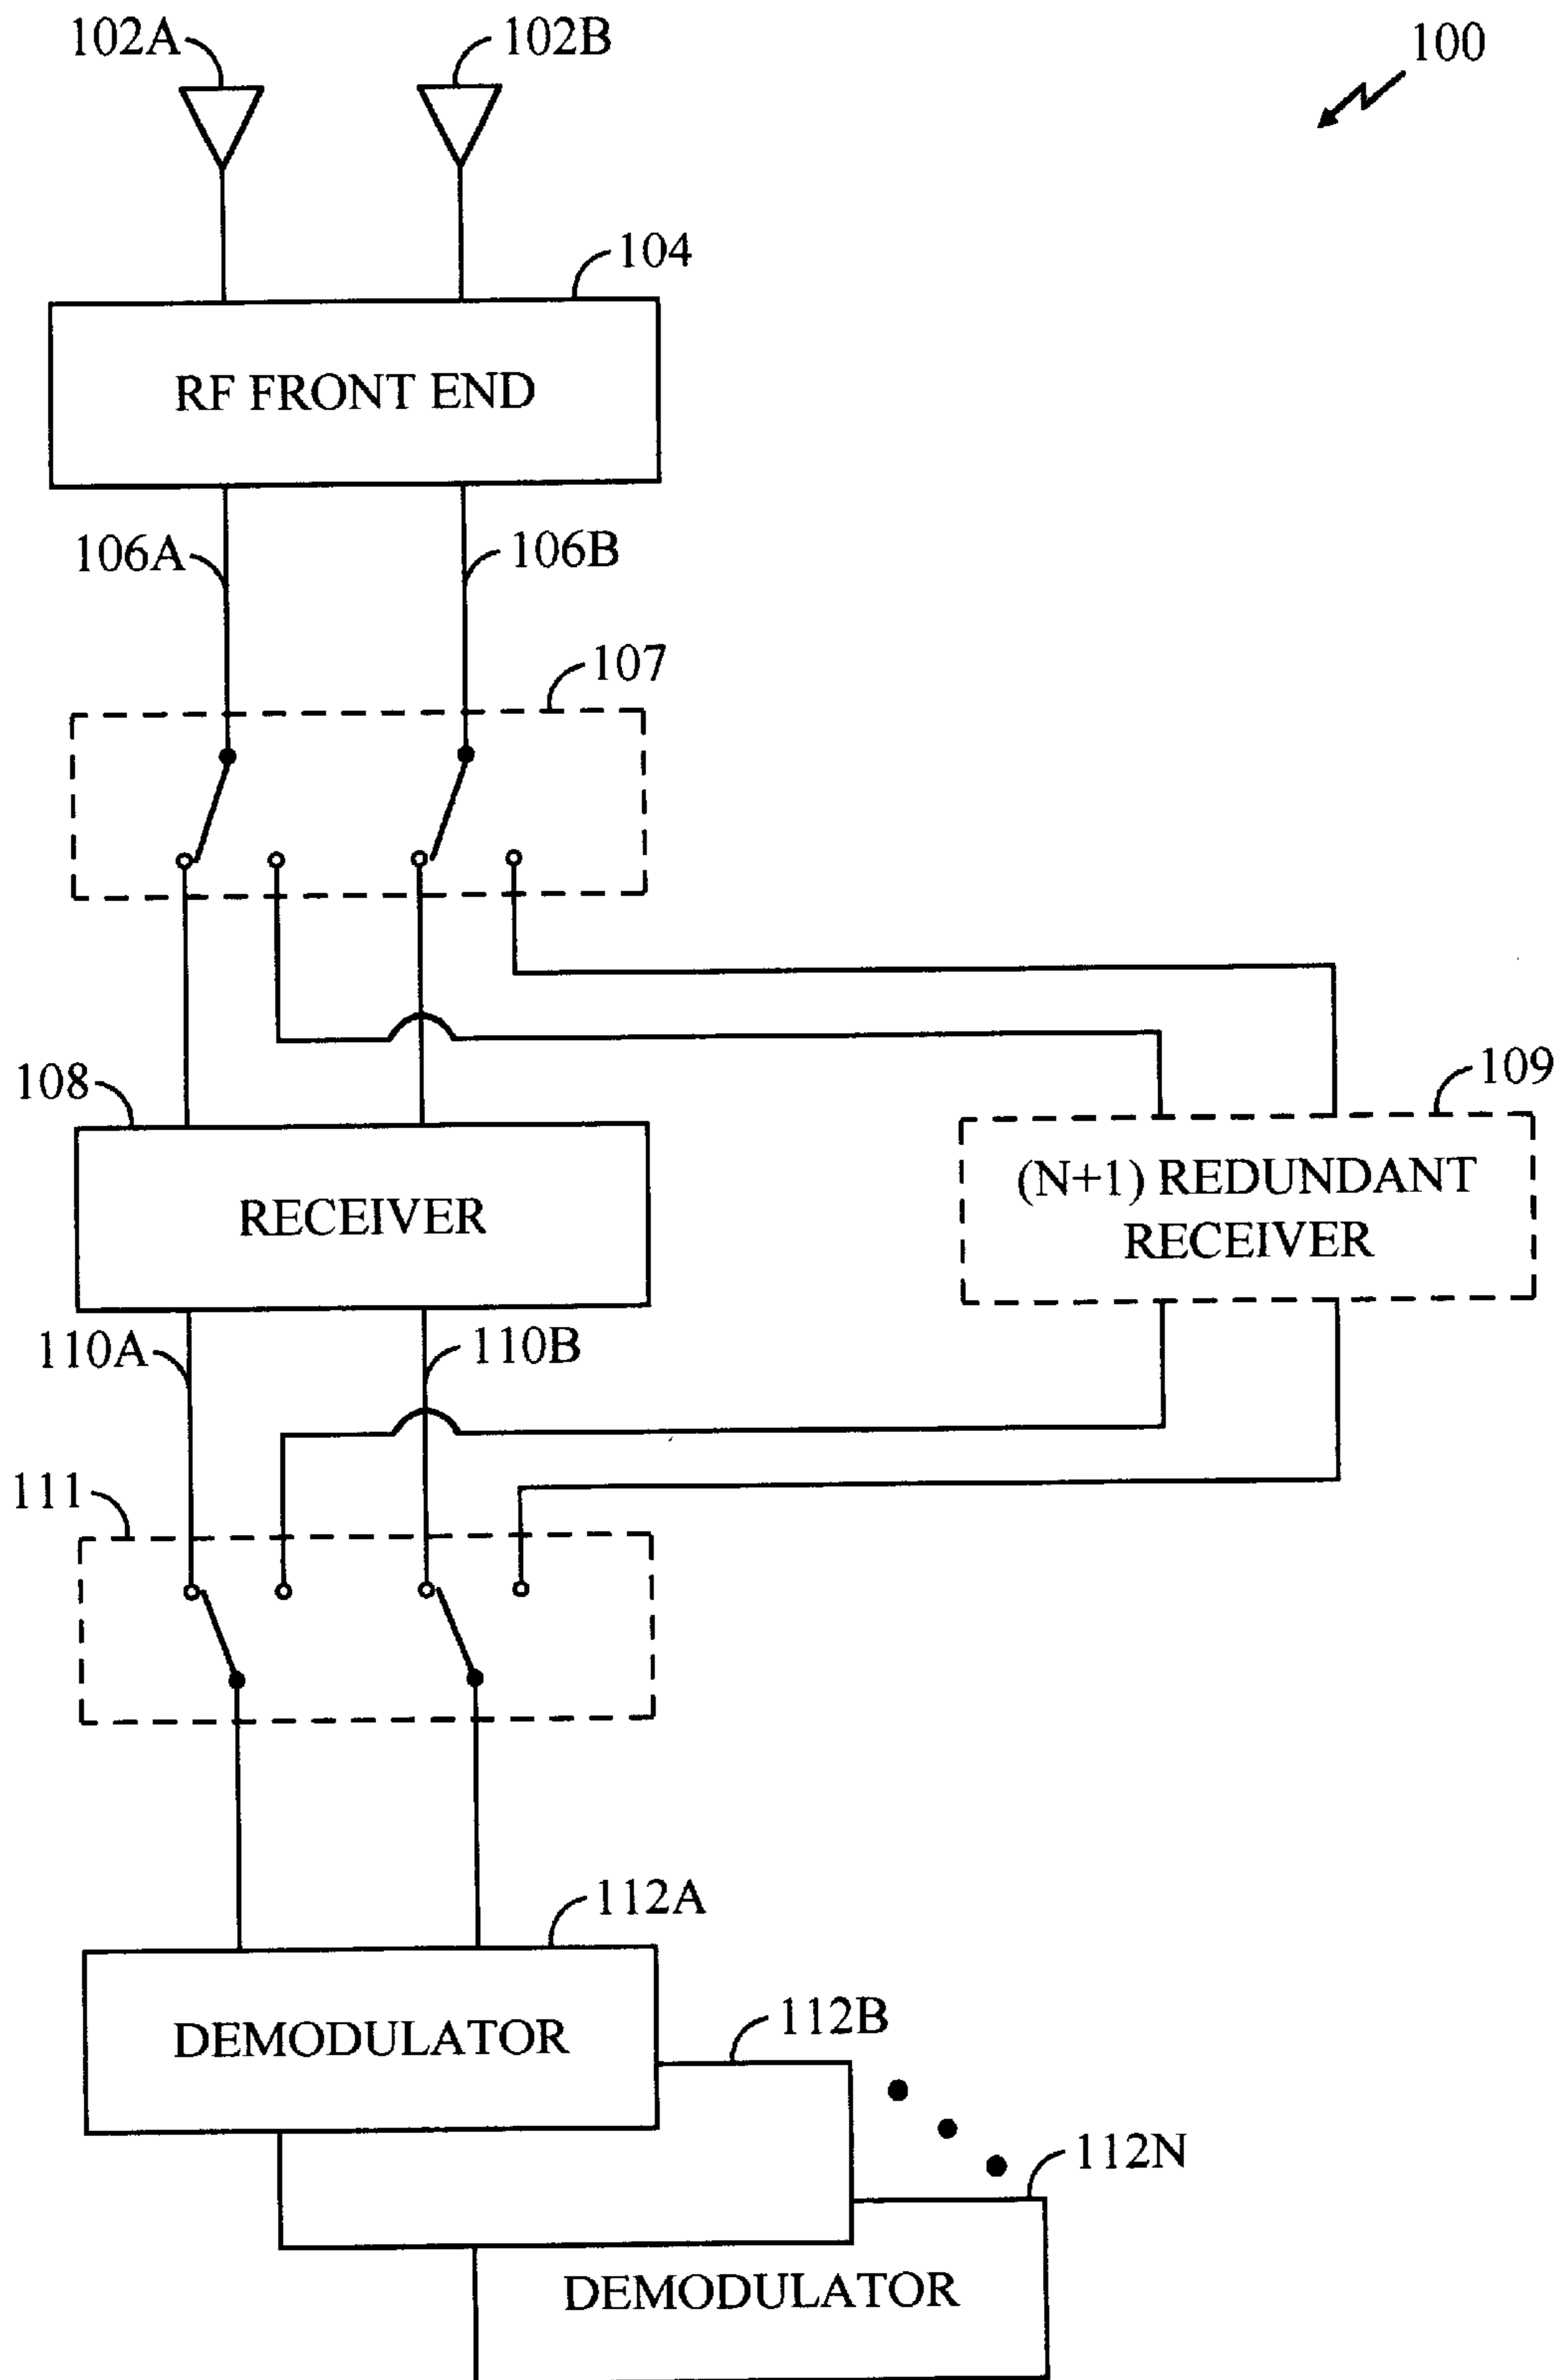 102A
102B
100
104
RF FRONT END
106A
106B
107
108
109
RECEIVER
(N+1) REDUNDANT
RECEIVER
110A
110B
111
112A
DEMODULATOR
112B
112N
DEMODULATOR